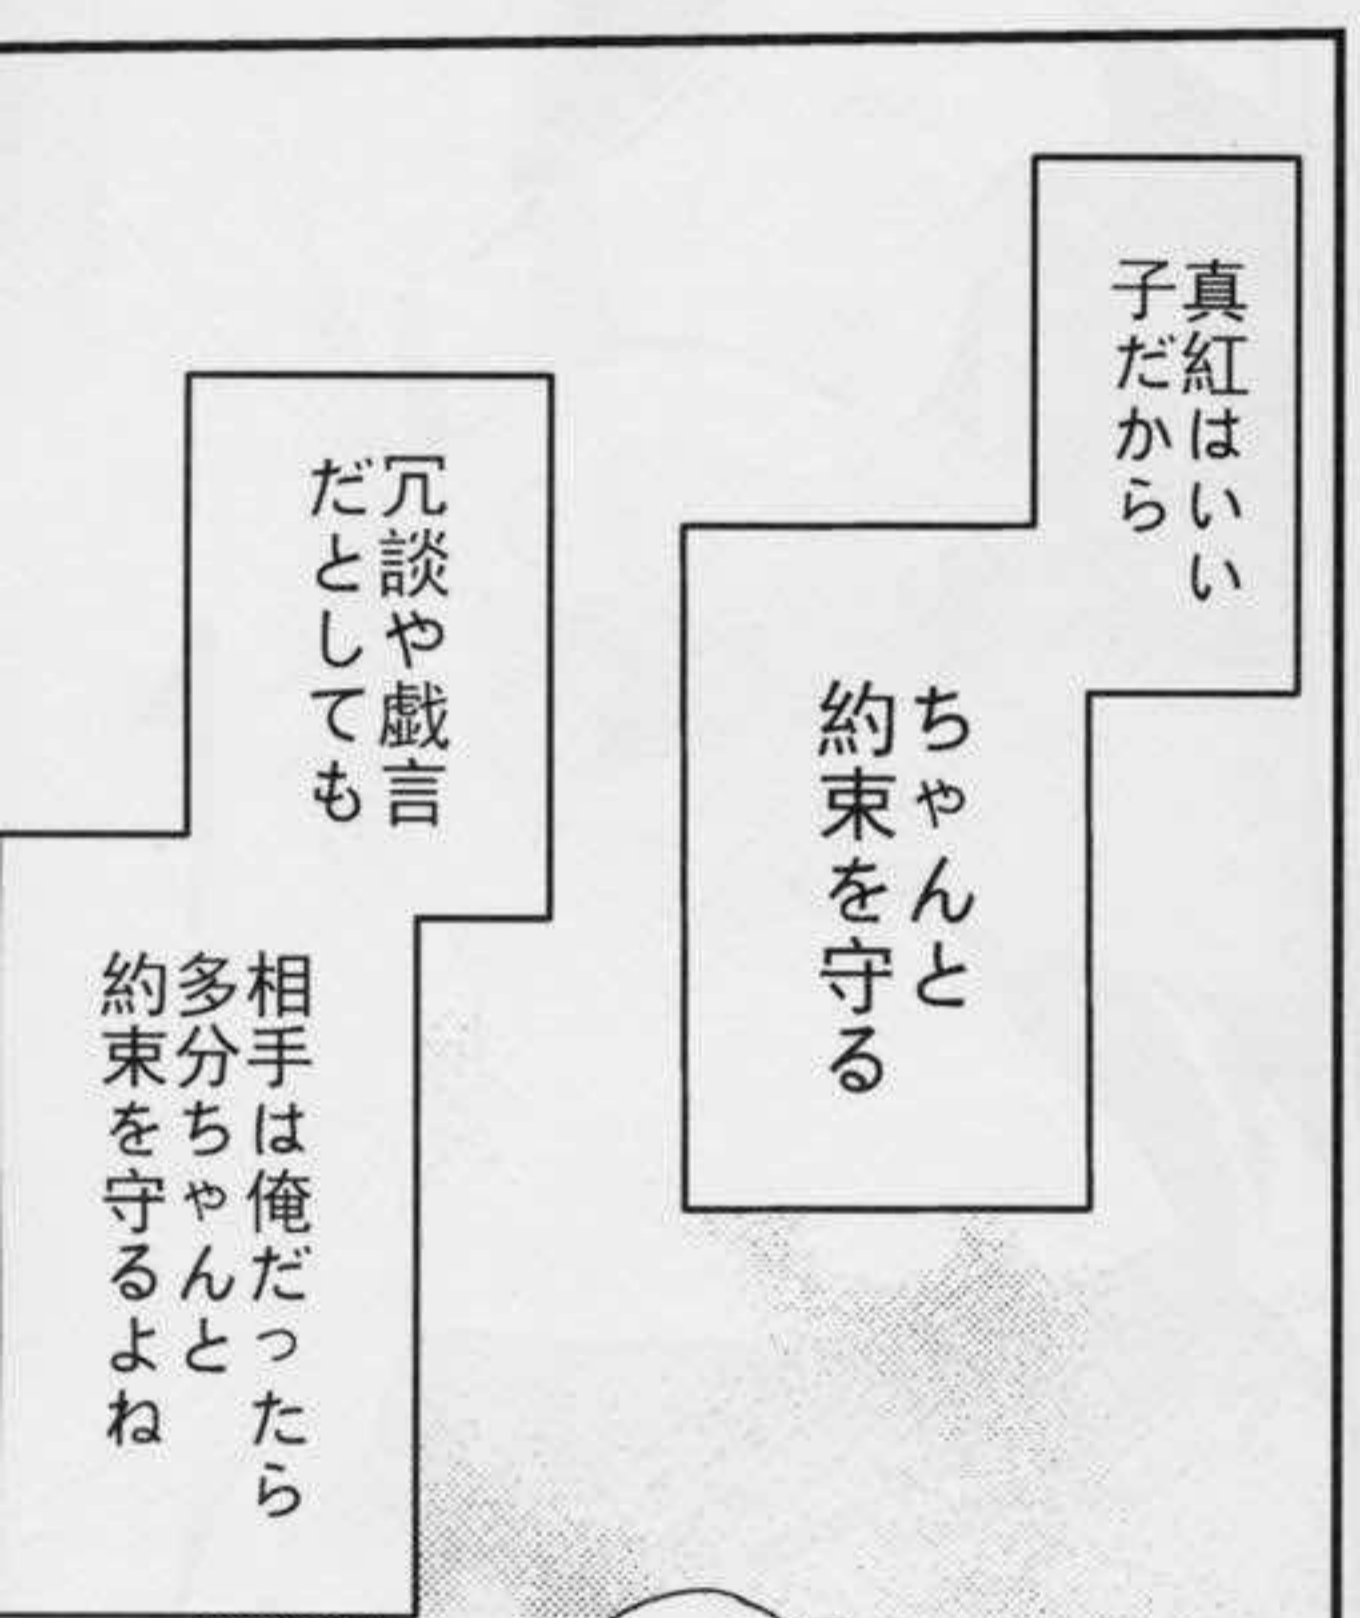 真紅はいい
子だから
ちゃんと
約束を守る
冗談や戯言
だとしても
相手は俺だったら
多分ちゃんと
約束を守るよね